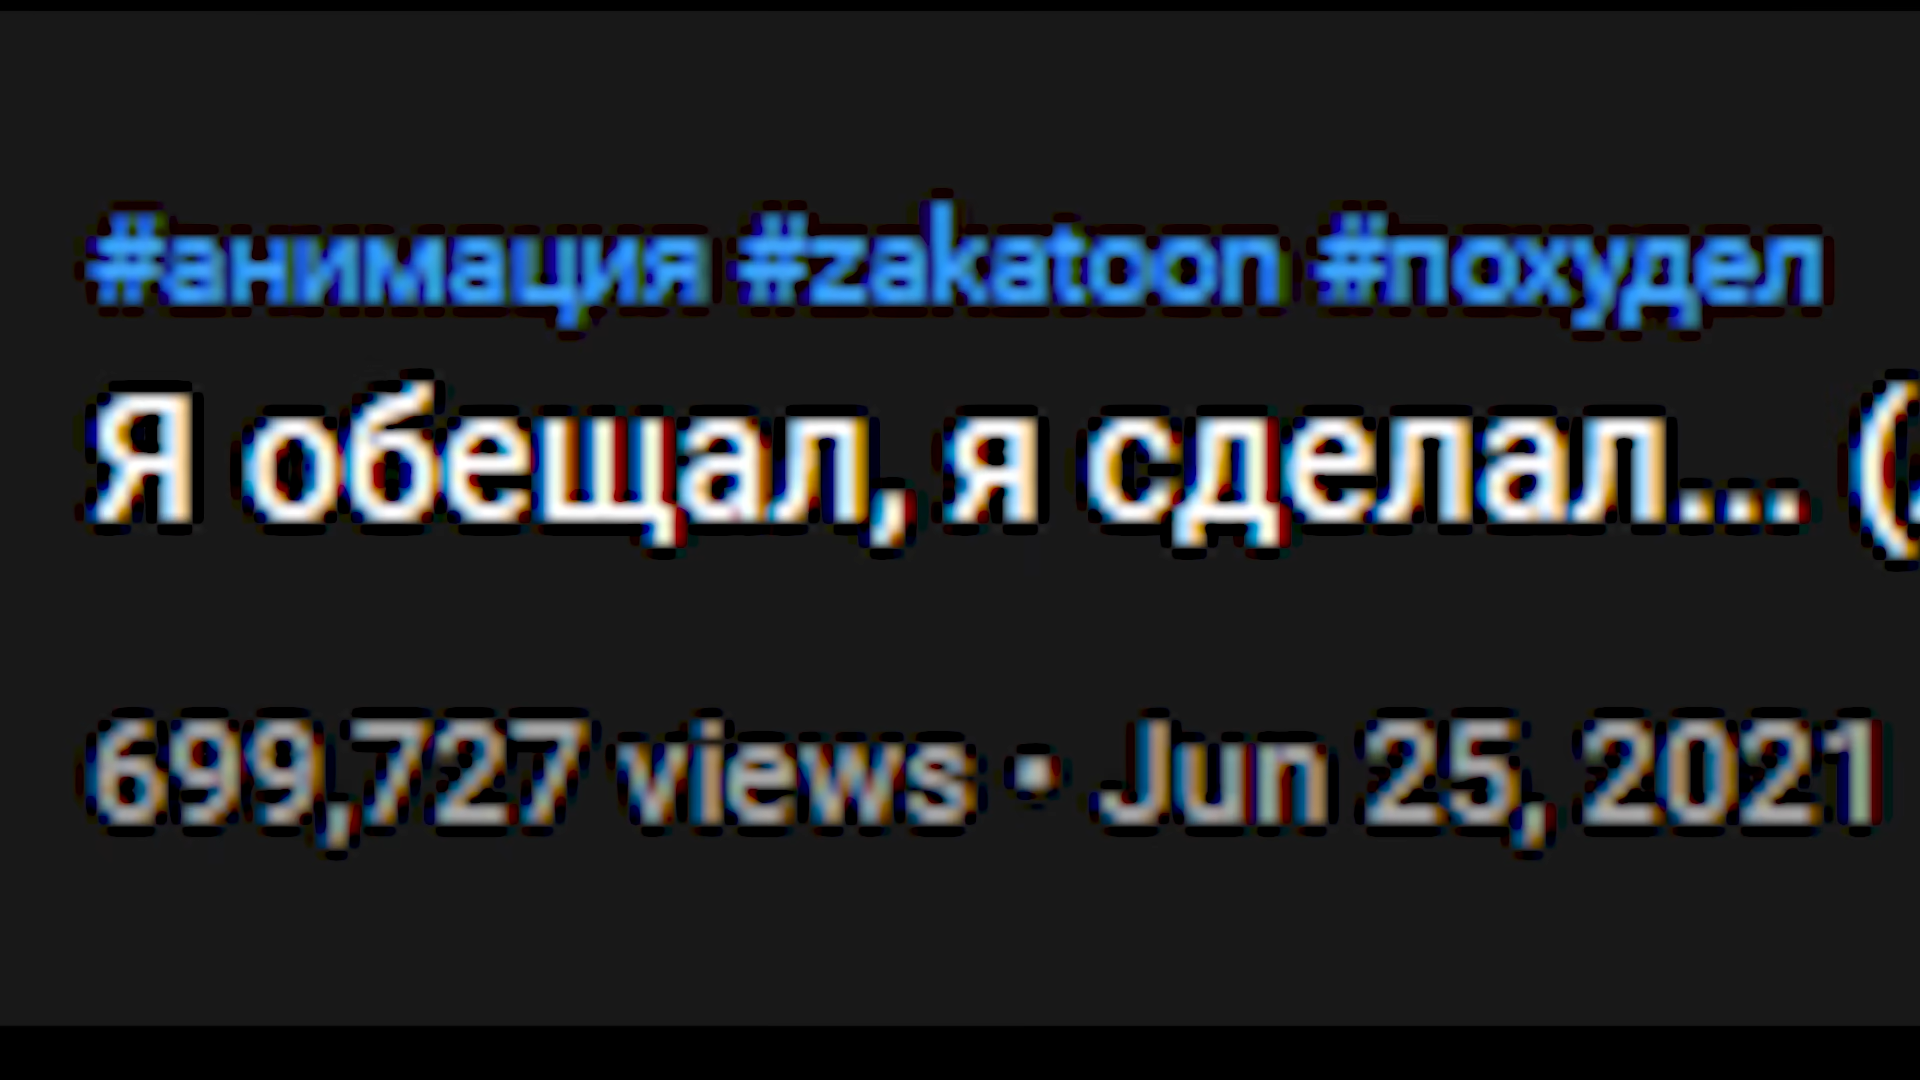 #анимация #zakatoon #похудел
Я обещал, я сделал... (
699,727 views • Jun 25, 2021